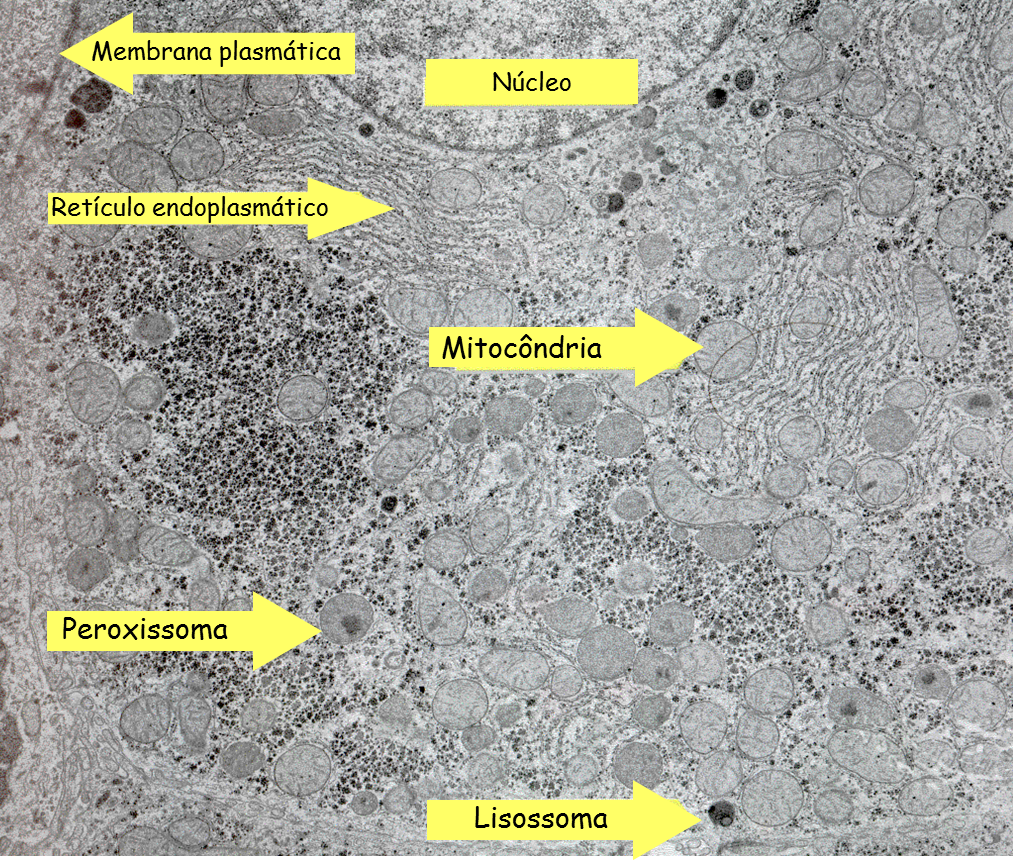 Membrana plasmática
Núcleo
Retículo endoplasmático
Mitocôndria
Peroxissoma
Lisossoma